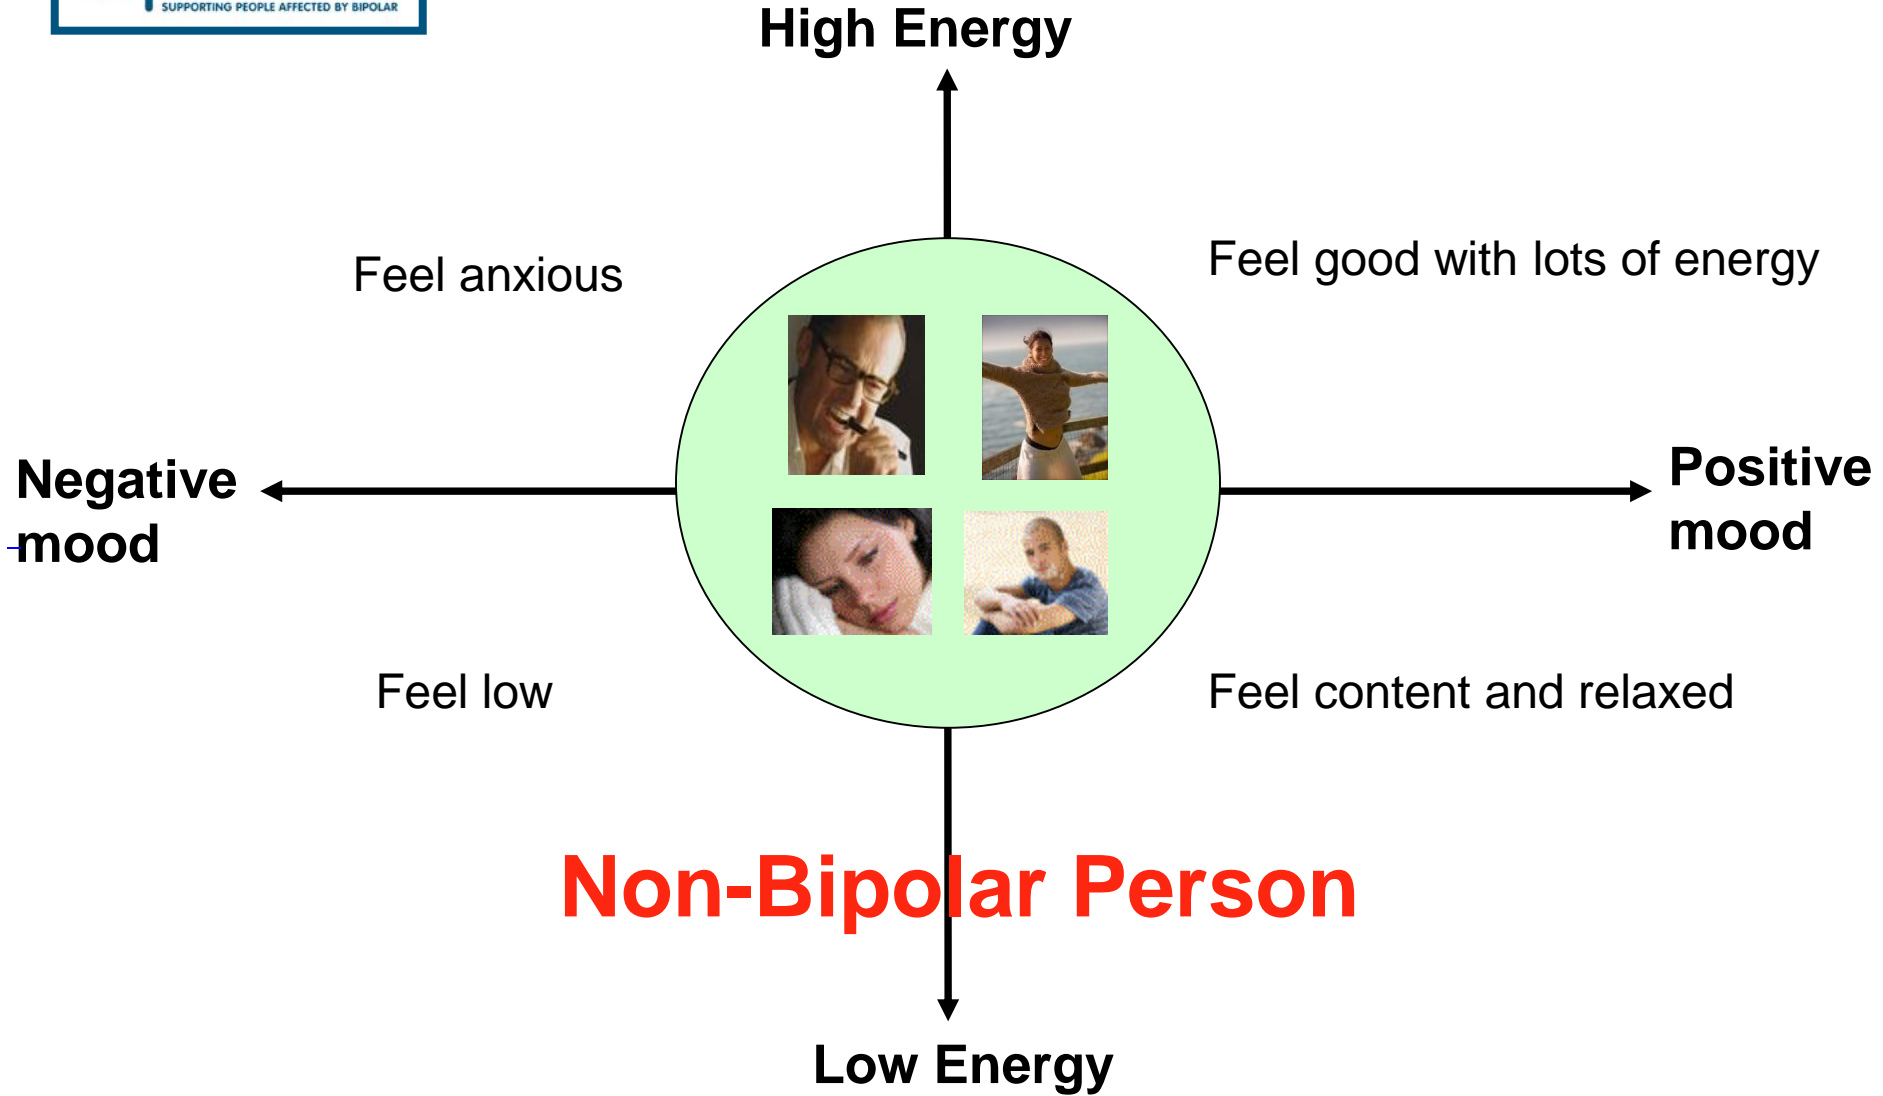 SUPPORTING PEOPLE AFFECTED BY BIPOLAR
High Energy
Feel anxious
Feel good with lots of energy
Negative
mood
Positive
mood
Feel low
Feel content and relaxed
Non-Bipolar Person
Low Energy